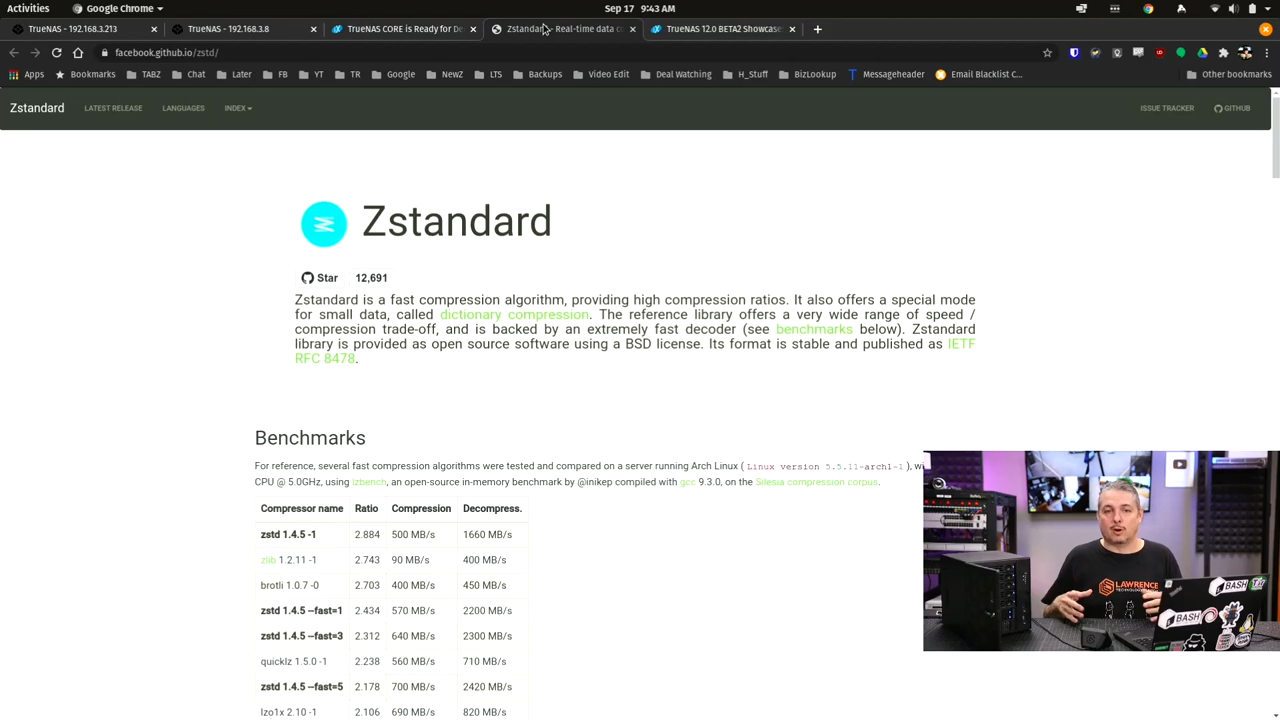 Activities
Google Chrome
Sep 17 9:43 AM
TrueNAS - 192.168.3.213
TrueNAS - 192.168.3.8
TrueNAS CORE is Ready for De
Zstandard - Real-time data co
TrueNAS 12.0 BETA2 Showcase
facebook.github.io/zstd/
Apps
Bookmarks
TABZ
Chat
Later
FB
YT
TR
Google
NewZ
LTS
Backups
Video Edit
Deal Watching
H_Stuff
BizLookup
Messageheader
Email Blacklist C...
Other bookmarks
Zstandard
LATEST RELEASE
LANGUAGES
INDEX
ISSUE TRACKER
GITHUB
Zstandard
Star 12,691
Zstandard is a fast compression algorithm, providing high compression ratios. It also offers a special mode
for small data, called dictionary compression. The reference library offers a very wide range of speed /
compression trade-off, and is backed by an extremely fast decoder (see benchmarks below). Zstandard
library is provided as open source software using a BSD license. Its format is stable and published as IETF
RFC 8478.
Benchmarks
For reference, several fast compression algorithms were tested and compared on a server running Arch Linux ( Linux version 5.5.11-arch1-1 ), wi
CPU @ 5.0GHz, using lzbench, an open-source in-memory benchmark by @inikep compiled with gcc 9.3.0, on the Silesia compression corpus.
Compressor name Ratio Compression Decompress.
zstd 1.4.5 -1 2.884 500 MB/s 1660 MB/s
zlib 1.2.11 -1 2.743 90 MB/s 400 MB/s
brotli 1.0.7 -0 2.703 400 MB/s 450 MB/s
zstd 1.4.5 --fast=1 2.434 570 MB/s 2200 MB/s
zstd 1.4.5 --fast=3 2.312 640 MB/s 2300 MB/s
quicklz 1.5.0 -1 2.238 560 MB/s 710 MB/s
zstd 1.4.5 --fast=5 2.178 700 MB/s 2420 MB/s
lzo1x 2.10 -1 2.106 690 MB/s 820 MB/s
LAWRENCE
BASH
BASH